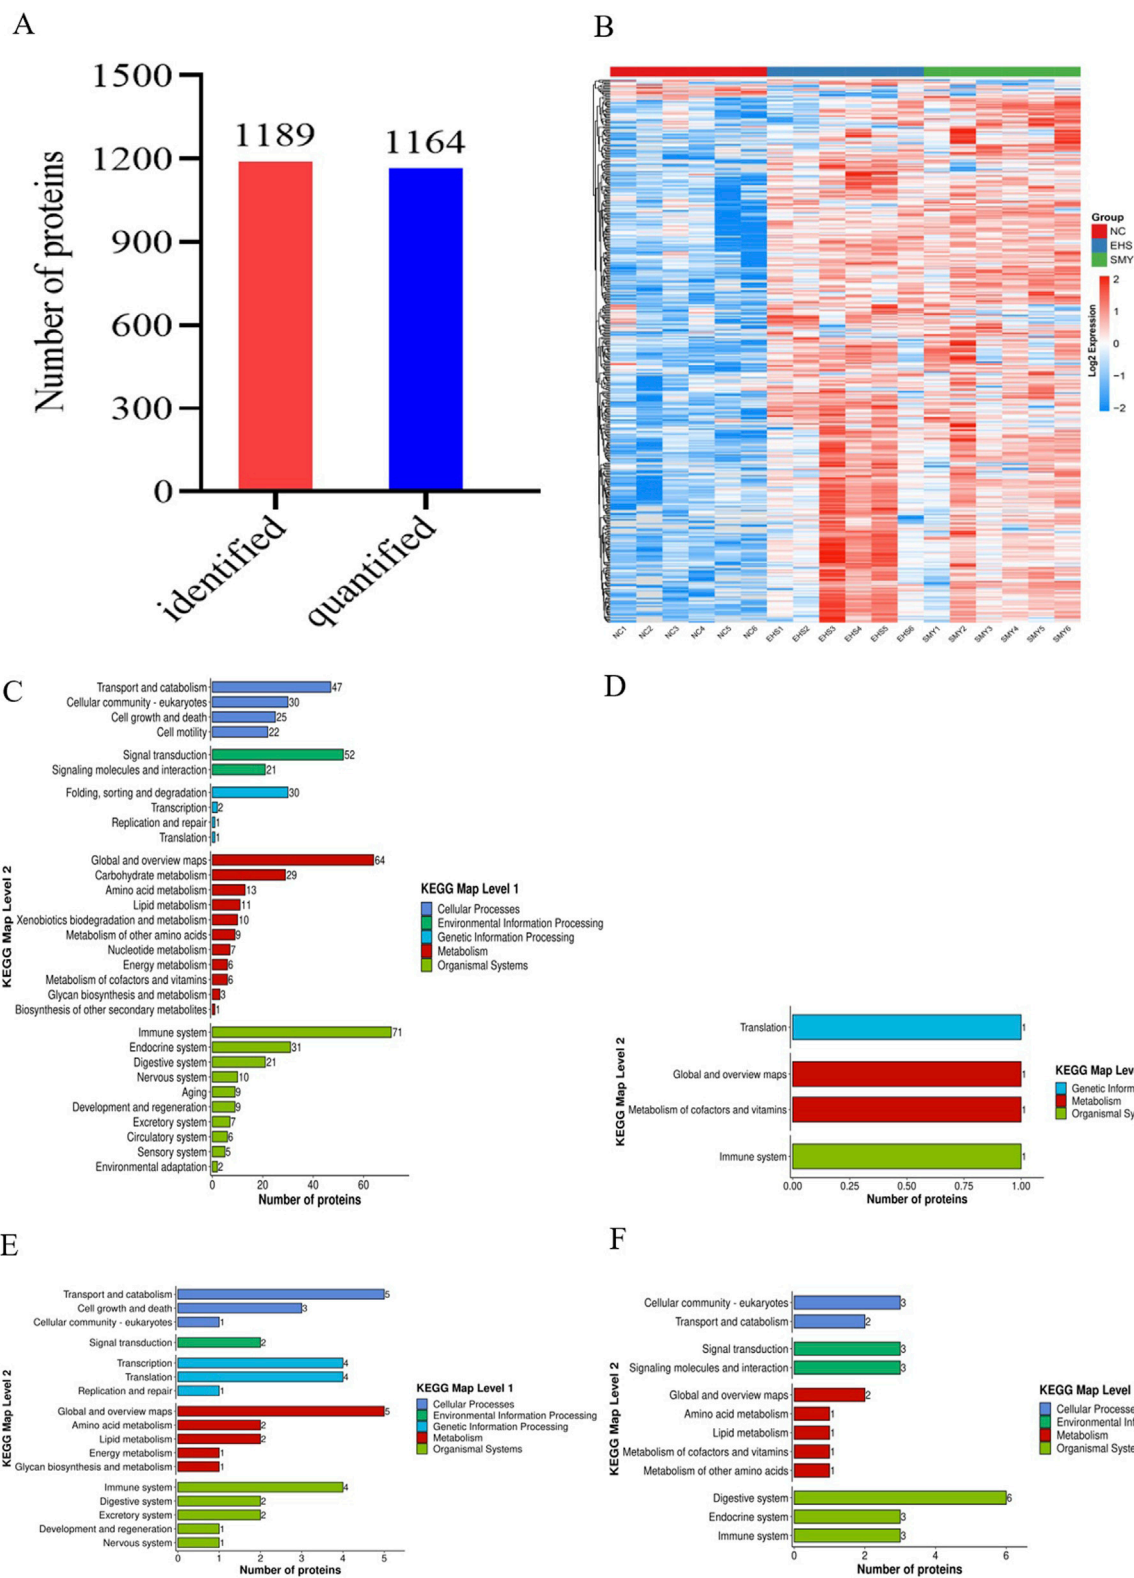 A
1500
1200
900
600
300
0
Number of proteins
1189
1164
identified
quantified
B
Group
NC
EHS
SMY
2
1
0
−1
−2
Log2 Expression
NC1 NC2 NC3 NC4 NC5 NC6 EHS1 EHS2 EHS3 EHS4 EHS5 EHS6 SMY1 SMY2 SMY3 SMY4 SMY5 SMY6
C
KEGG Map Level 2
Transport and catabolism 47
Cellular community - eukaryotes 30
Cell growth and death 25
Cell motility 22
Signal transduction 52
Signaling molecules and interaction 21
Folding, sorting and degradation 30
Transcription 2
Replication and repair 1
Translation 1
Global and overview maps 64
Carbohydrate metabolism 29
Amino acid metabolism 13
Lipid metabolism 11
Xenobiotics biodegradation and metabolism 10
Metabolism of other amino acids 9
Nucleotide metabolism 7
Energy metabolism 6
Metabolism of cofactors and vitamins 6
Glycan biosynthesis and metabolism 3
Biosynthesis of other secondary metabolites 1
Immune system 71
Endocrine system 31
Digestive system 21
Nervous system 10
Aging 9
Development and regeneration 9
Excretory system 7
Circulatory system 6
Sensory system 5
Environmental adaptation 2
0 20 40 60
Number of proteins
KEGG Map Level 1
Cellular Processes
Environmental Information Processing
Genetic Information Processing
Metabolism
Organismal Systems
D
KEGG Map Level 2
Translation 1
Global and overview maps 1
Metabolism of cofactors and vitamins 1
Immune system 1
0.00 0.25 0.50 0.75 1.00
Number of proteins
KEGG Map Leve
Genetic Inform
Metabolism
Organismal Sy
E
KEGG Map Level 2
Transport and catabolism 5
Cell growth and death 3
Cellular community - eukaryotes 1
Signal transduction 2
Transcription 4
Translation 4
Replication and repair 1
Global and overview maps 5
Amino acid metabolism 2
Lipid metabolism 2
Energy metabolism 1
Glycan biosynthesis and metabolism 1
Immune system 4
Digestive system 2
Excretory system 2
Development and regeneration 1
Nervous system 1
0 1 2 3 4 5
Number of proteins
KEGG Map Level 1
Cellular Processes
Environmental Information Processing
Genetic Information Processing
Metabolism
Organismal Systems
F
KEGG Map Level 2
Cellular community - eukaryotes 3
Transport and catabolism 2
Signal transduction 3
Signaling molecules and interaction 3
Global and overview maps 2
Amino acid metabolism 1
Lipid metabolism 1
Metabolism of cofactors and vitamins 1
Metabolism of other amino acids 1
Digestive system 6
Endocrine system 3
Immune system 3
0 2 4 6
Number of proteins
KEGG Map Level
Cellular Processe
Environmental Inf
Metabolism
Organismal Syste